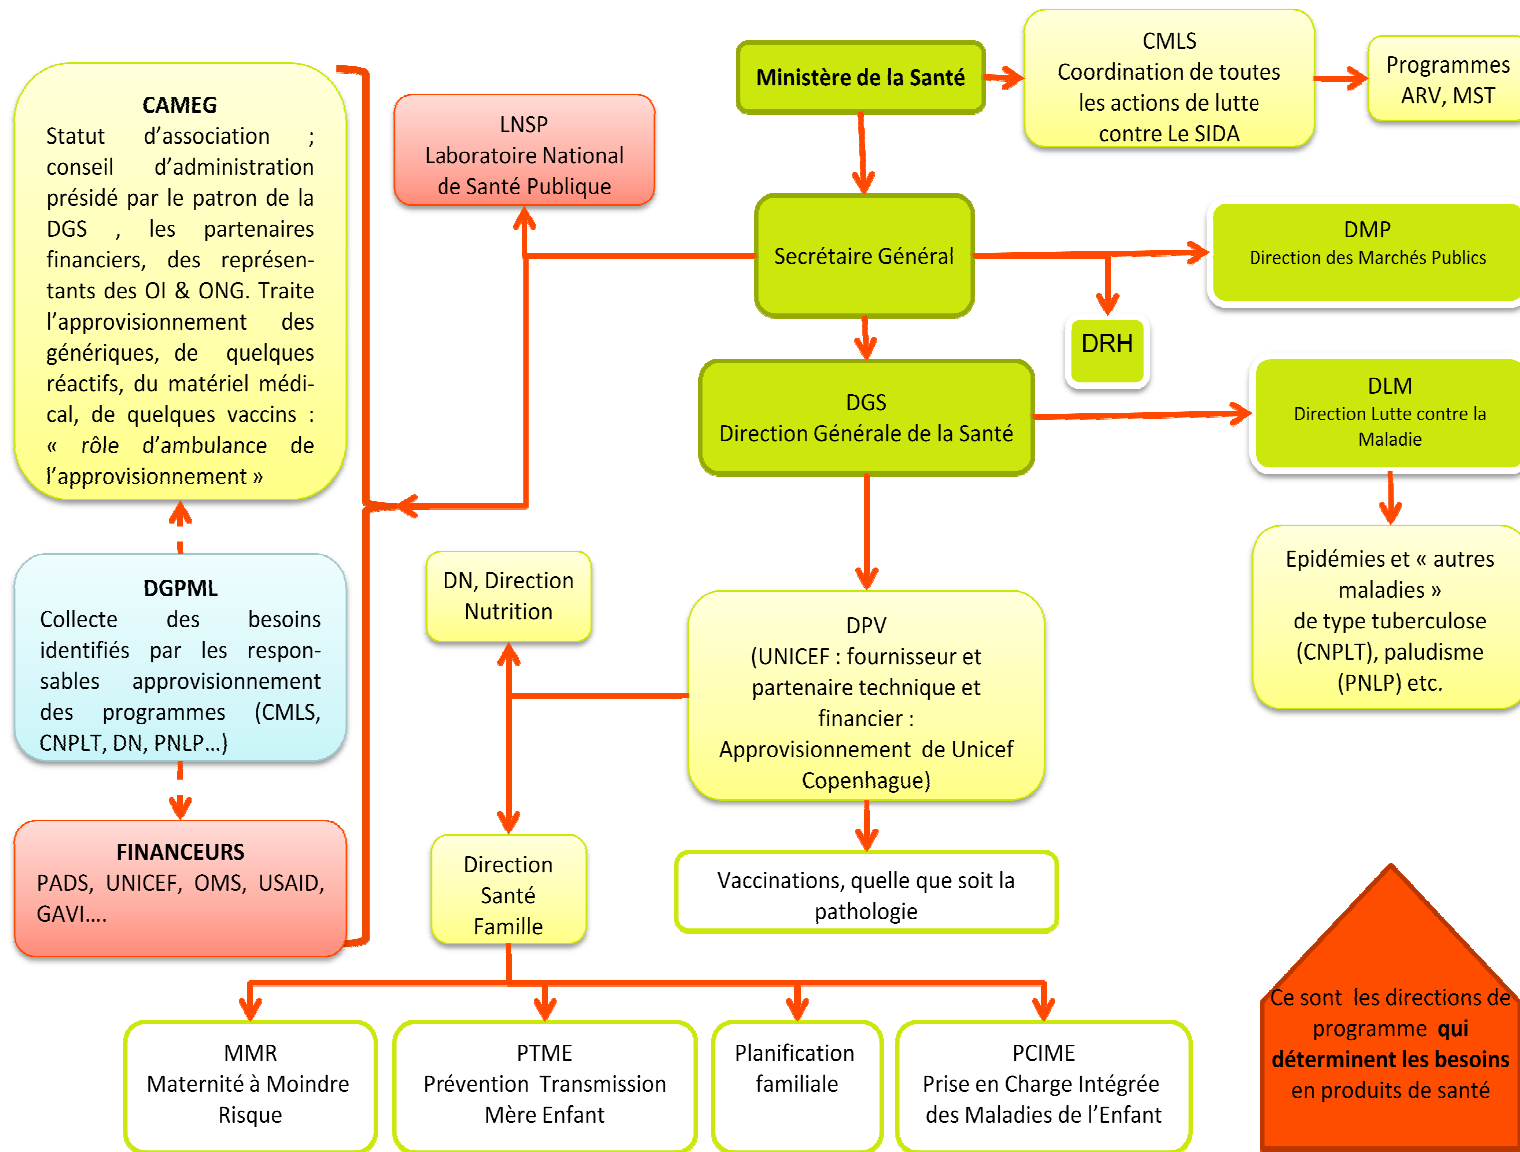 Ministère de la Santé
CMLS
Coordination de toutes
les actions de lutte
contre Le SIDA
Programmes
ARV, MST
CAMEG
Statut d'association ;
conseil d'administration
présidé par le patron de la
DGS , les partenaires
financiers, des représen-
tants des OI & ONG. Traite
l'approvisionnement des
génériques, de quelques
réactifs, du matériel médi-
cal, de quelques vaccins :
« rôle d'ambulance de
l'approvisionnement »
LNSP
Laboratoire National
de Santé Publique
Secrétaire Général
DMP
Direction des Marchés Publics
DRH
DGS
Direction Générale de la Santé
DLM
Direction Lutte contre la
Maladie
Epidémies et « autres
maladies »
de type tuberculose
(CNPLT), paludisme
(PNLP) etc.
DGPML
Collecte des besoins
identifiés par les respon-
sables approvisionnement
des programmes (CMLS,
CNPLT, DN, PNLP...)
DN, Direction
Nutrition
DPV
(UNICEF : fournisseur et
partenaire technique et
financier :
Approvisionnement de Unicef
Copenhague)
FINANCEURS
PADS, UNICEF, OMS, USAID,
GAVI....
Direction
Santé
Famille
Vaccinations, quelle que soit la
pathologie
MMR
Maternité à Moindre
Risque
PTME
Prévention Transmission
Mère Enfant
Planification
familiale
PCIME
Prise en Charge Intégrée
des Maladies de l'Enfant
Ce sont les directions de
programme qui
déterminent les besoins
en produits de santé